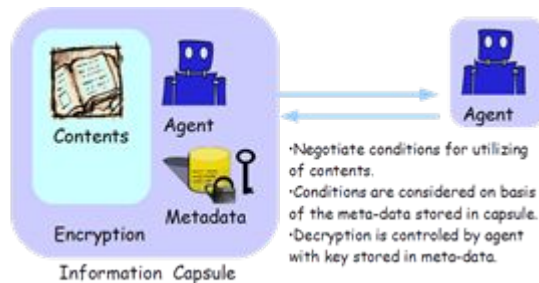 Contents
Agent
Metadata
Encryption
Information Capsule
Agent
•Negotiate conditions for utilizing
of contents.
•Conditions are considered on basis
of the meta-data stored in capsule.
•Decryption is controled by agent
with key stored in meta-data.